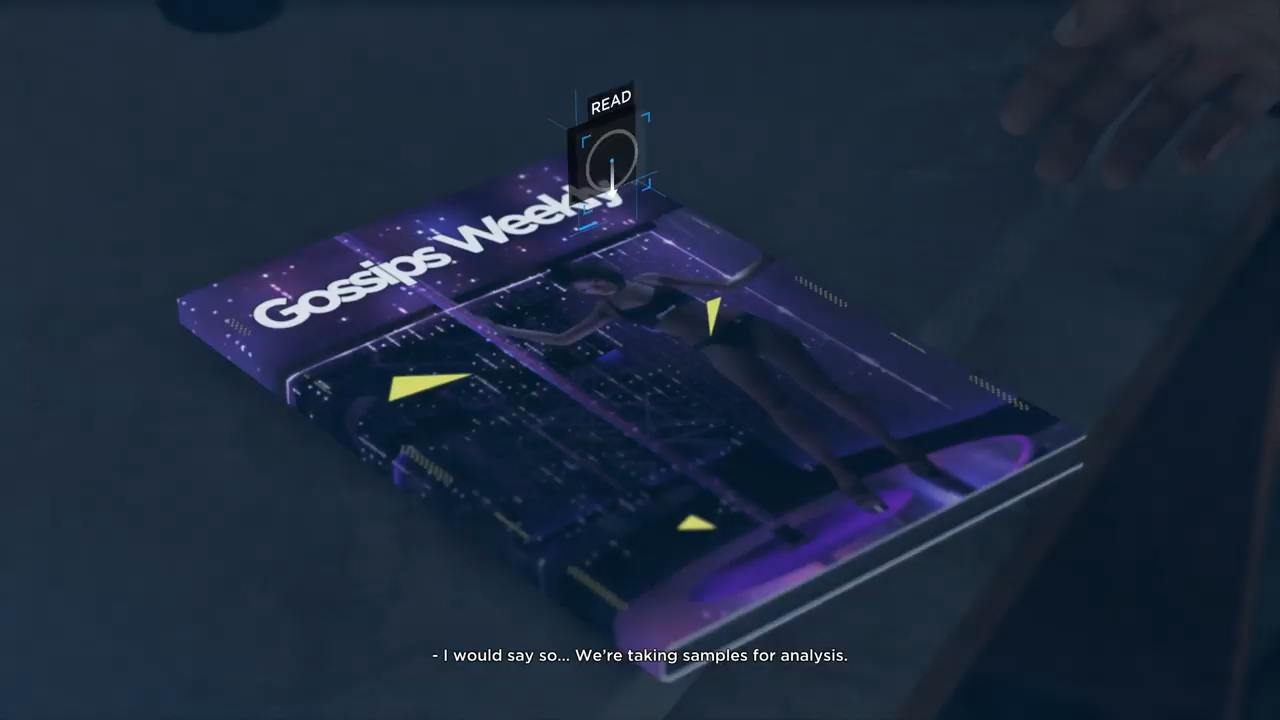 READ
Gossips Weekly
- I would say so... We're taking samples for analysis.